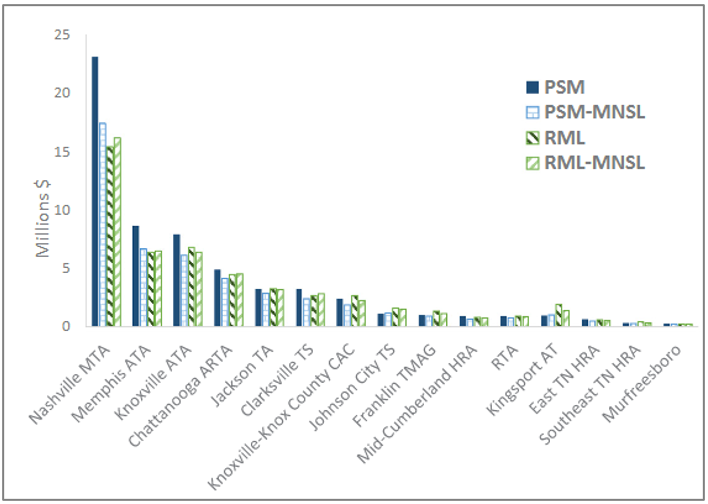 25
20
15
10
5
0
Millions $
PSM
PSM-MNSL
RML
RML-MNSL
Nashville MTA
Memphis ATA
Knoxville ATA
Chattanooga ARTA
Jackson TA
Clarksville TS
Knoxville-Knox County CAC
Johnson City TS
Franklin TMAG
Mid-Cumberland HRA
RTA
Kingsport AT
East TN HRA
Southeast TN HRA
Murfreesboro